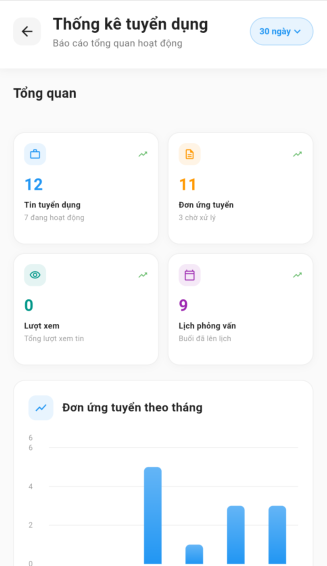 Thống kê tuyển dụng
Báo cáo tổng quan hoạt động
30 ngày
Tổng quan
12
Tin tuyển dụng
7 đang hoạt động
11
Đơn ứng tuyển
3 chờ xử lý
0
Lượt xem
Tổng lượt xem tin
9
Lịch phỏng vấn
Buổi đã lên lịch
Đơn ứng tuyển theo tháng
6
6
4
2
0